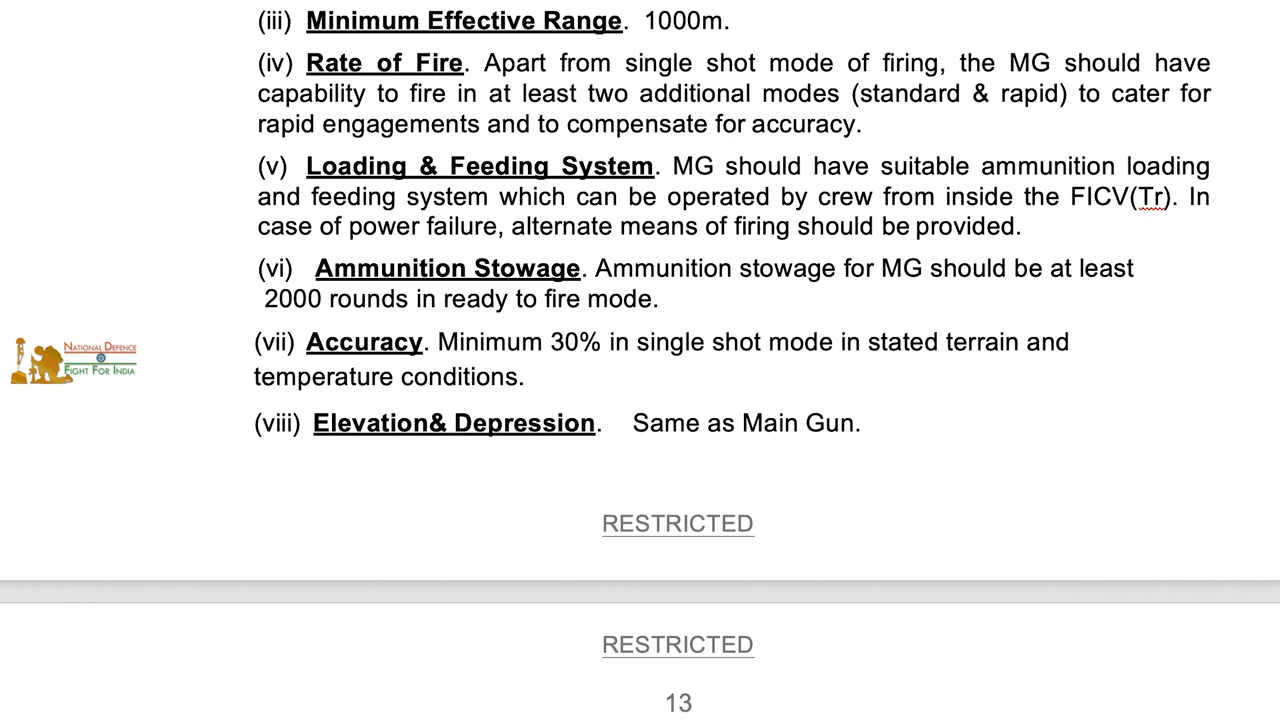 (iii) Minimum Effective Range. 1000m.
(iv) Rate of Fire. Apart from single shot mode of firing, the MG should have
capability to fire in at least two additional modes (standard & rapid) to cater for
rapid engagements and to compensate for accuracy.
(v) Loading & Feeding System. MG should have suitable ammunition loading
and feeding system which can be operated by crew from inside the FICV(Tr). In
case of power failure, alternate means of firing should be provided.
(vi) Ammunition Stowage. Ammunition stowage for MG should be at least
2000 rounds in ready to fire mode.
NATIONAL DEFENCE
FIGHT FOR INDIA
(vii) Accuracy. Minimum 30% in single shot mode in stated terrain and
temperature conditions.
(viii) Elevation& Depression. Same as Main Gun.
RESTRICTED
RESTRICTED
13